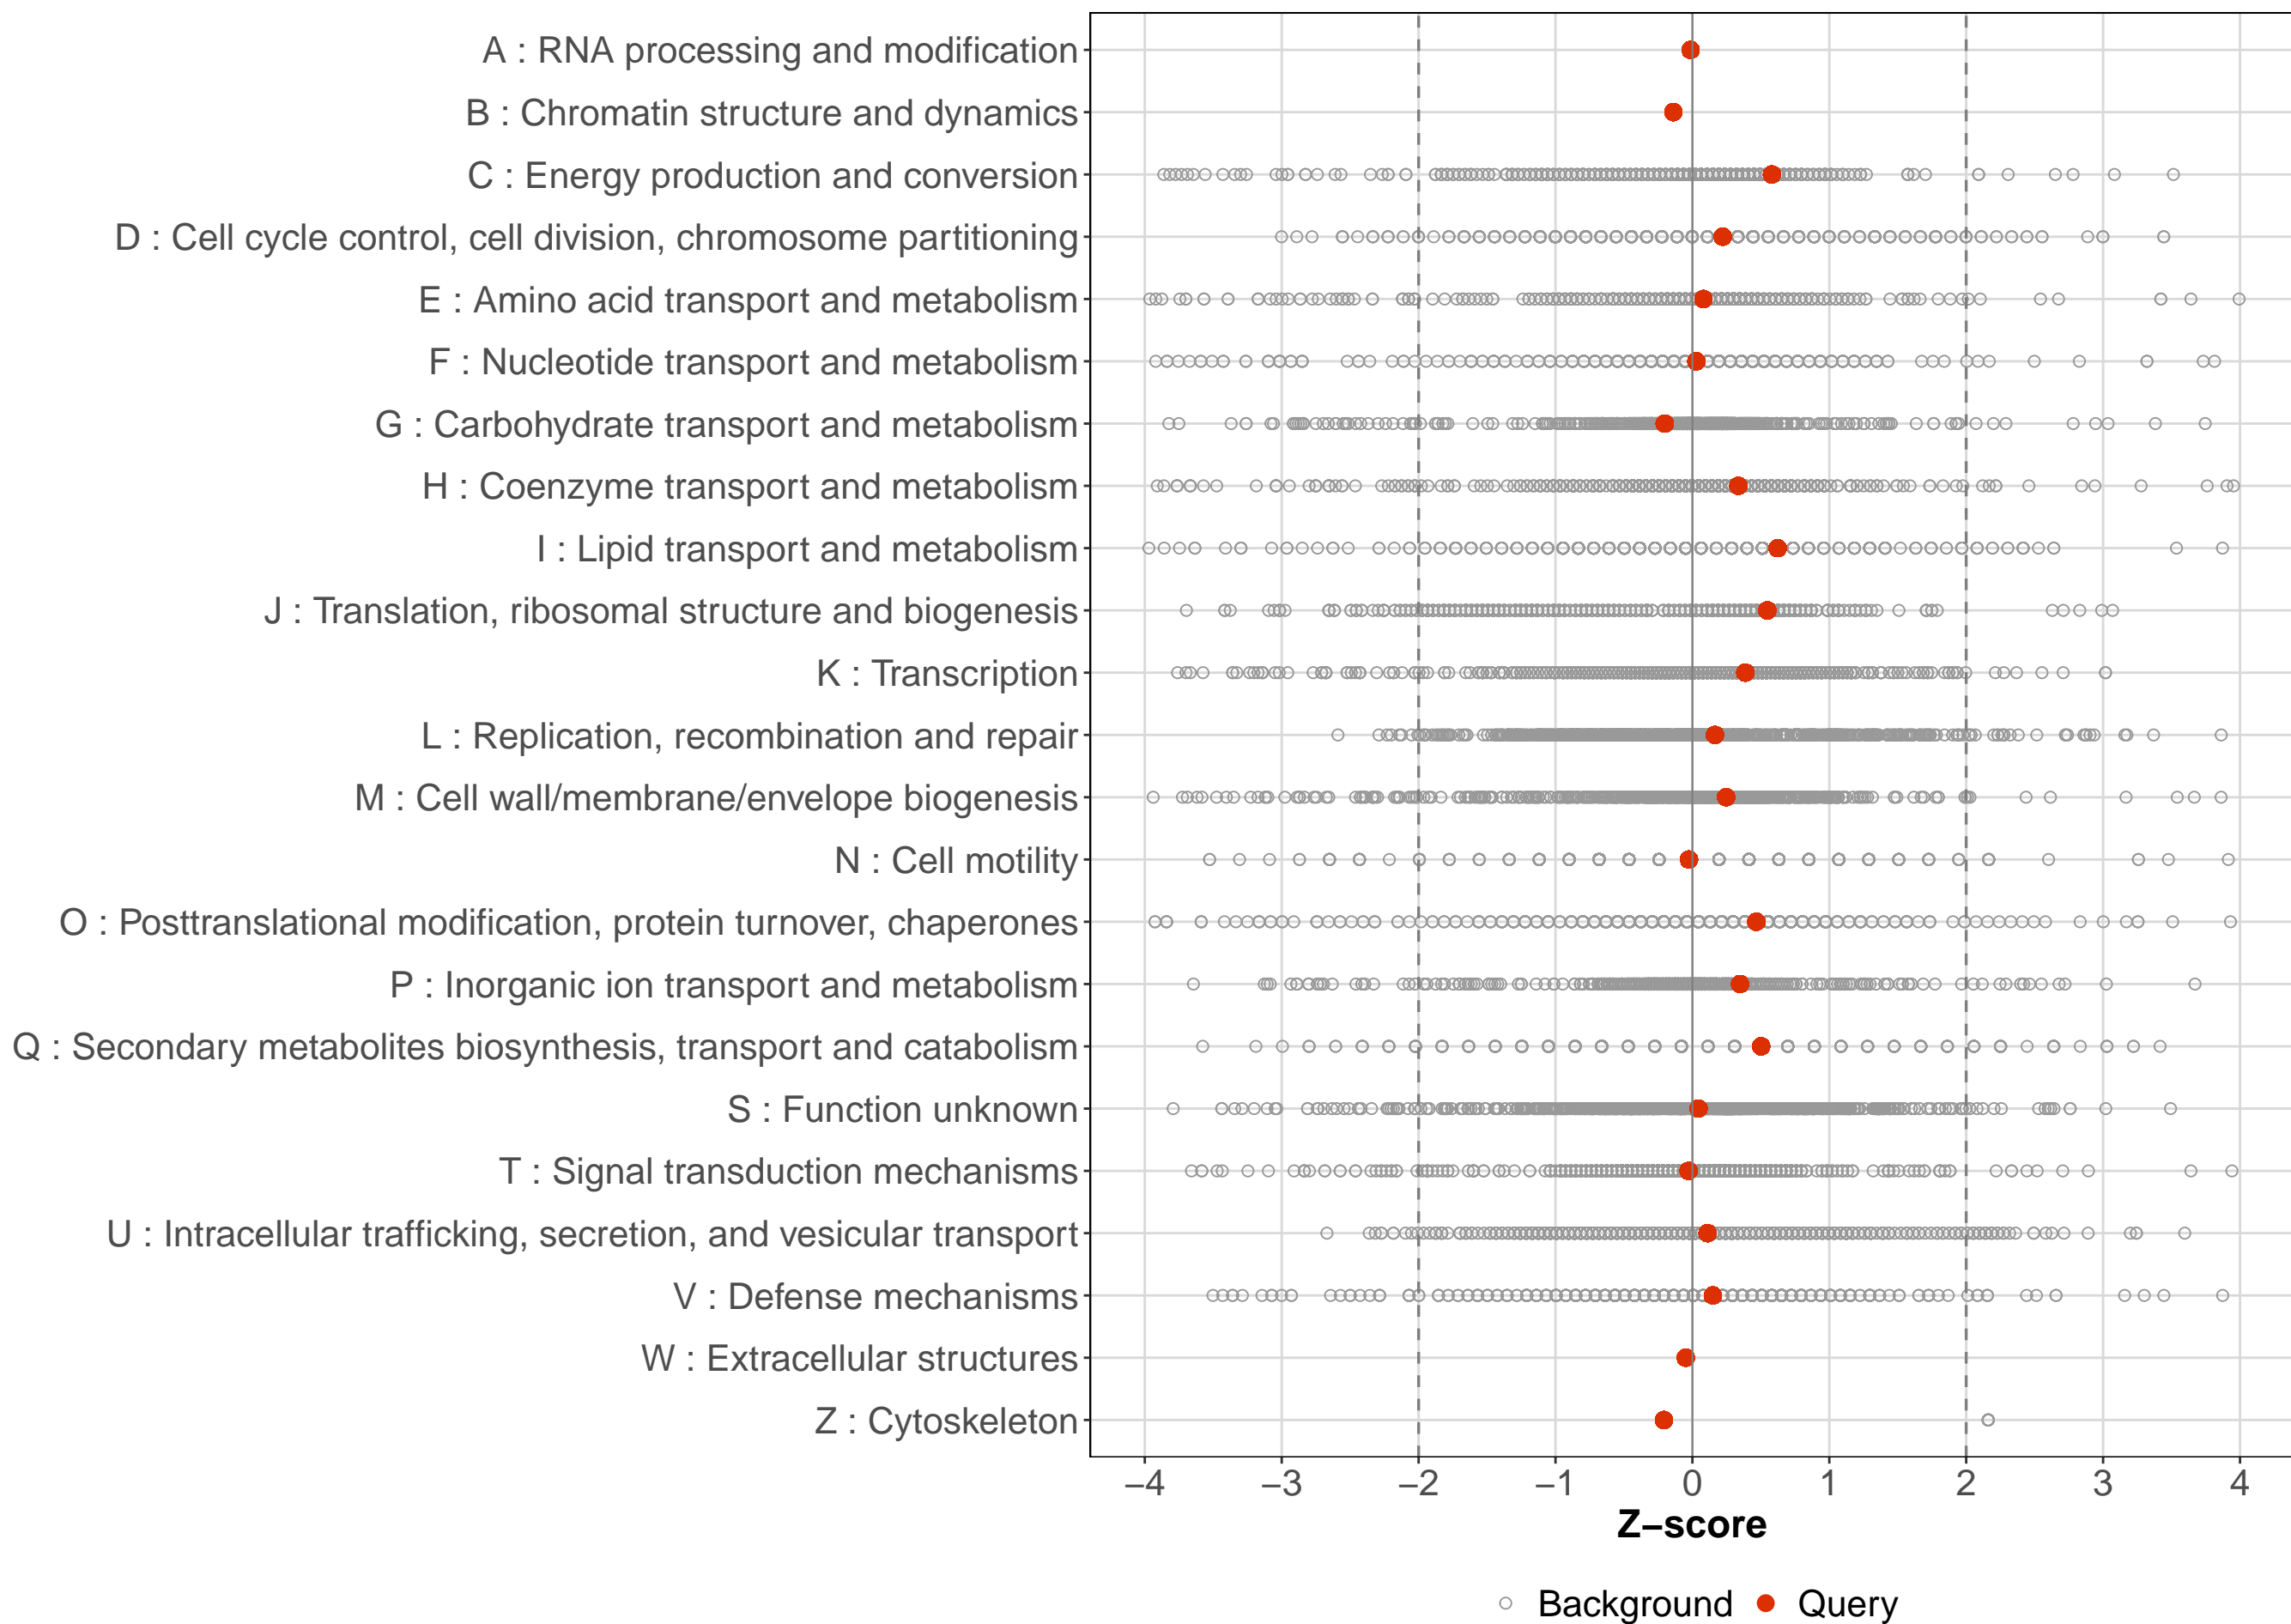 A : RNA processing and modification
B : Chromatin structure and dynamics
C : Energy production and conversion
D : Cell cycle control, cell division, chromosome partitioning
E : Amino acid transport and metabolism
F : Nucleotide transport and metabolism
G : Carbohydrate transport and metabolism
H : Coenzyme transport and metabolism
I : Lipid transport and metabolism
J : Translation, ribosomal structure and biogenesis
K : Transcription
L : Replication, recombination and repair
M : Cell wall/membrane/envelope biogenesis
N : Cell motility
O : Posttranslational modification, protein turnover, chaperones
P : Inorganic ion transport and metabolism
Q : Secondary metabolites biosynthesis, transport and catabolism
S : Function unknown
T : Signal transduction mechanisms
U : Intracellular trafficking, secretion, and vesicular transport
V : Defense mechanisms
W : Extracellular structures
Z : Cytoskeleton
−4 −3 −2 −1 0 1 2 3 4
Z−score
Background Query